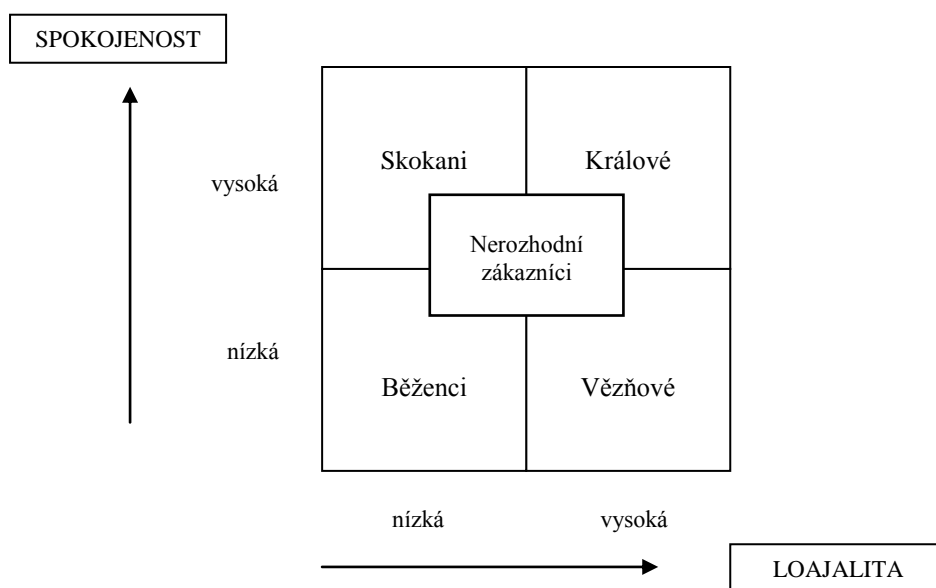 SPOKOJENOST
Skokani
Králové
vysoká
Nerozhodní
zákazníci
nízká
Běženci
Vězňové
nízká
vysoká
LOAJALITA